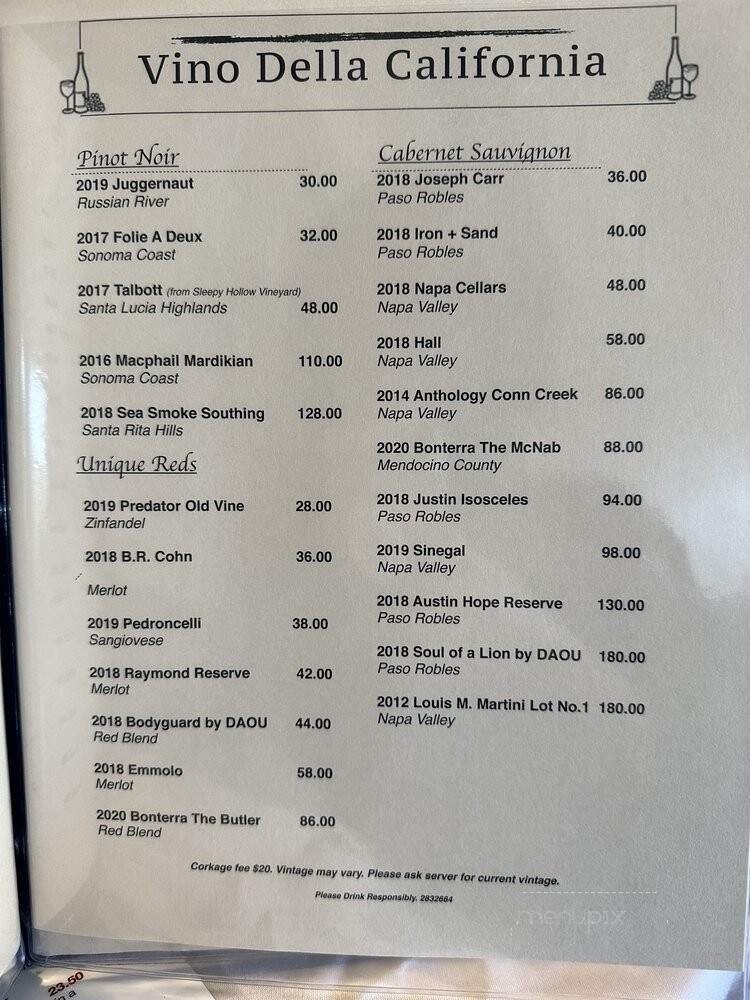 Vino Della California
Pinot Noir
2019 Juggernaut 30.00
Russian River
2017 Folie A Deux 32.00
Sonoma Coast
2017 Talbott (from Sleepy Hollow Vineyard)
Santa Lucia Highlands 48.00
2016 Macphail Mardikian 110.00
Sonoma Coast
2018 Sea Smoke Southing 128.00
Santa Rita Hills
Unique Reds
2019 Predator Old Vine 28.00
Zinfandel
2018 B.R. Cohn 36.00
Merlot
2019 Pedroncelli 38.00
Sangiovese
2018 Raymond Reserve 42.00
Merlot
2018 Bodyguard by DAOU 44.00
Red Blend
2018 Emmolo 58.00
Merlot
2020 Bonterra The Butler 86.00
Red Blend
Cabernet Sauvignon
2018 Joseph Carr 36.00
Paso Robles
2018 Iron + Sand 40.00
Paso Robles
2018 Napa Cellars 48.00
Napa Valley
2018 Hall 58.00
Napa Valley
2014 Anthology Conn Creek 86.00
Napa Valley
2020 Bonterra The McNab 88.00
Mendocino County
2018 Justin Isosceles 94.00
Paso Robles
2019 Sinegal 98.00
Napa Valley
2018 Austin Hope Reserve 130.00
Paso Robles
2018 Soul of a Lion by DAOU 180.00
Paso Robles
2012 Louis M. Martini Lot No.1 180.00
Napa Valley
Corkage fee $20. Vintage may vary. Please ask server for current vintage.
Please Drink Responsibly. 2832664
menupix
23.50